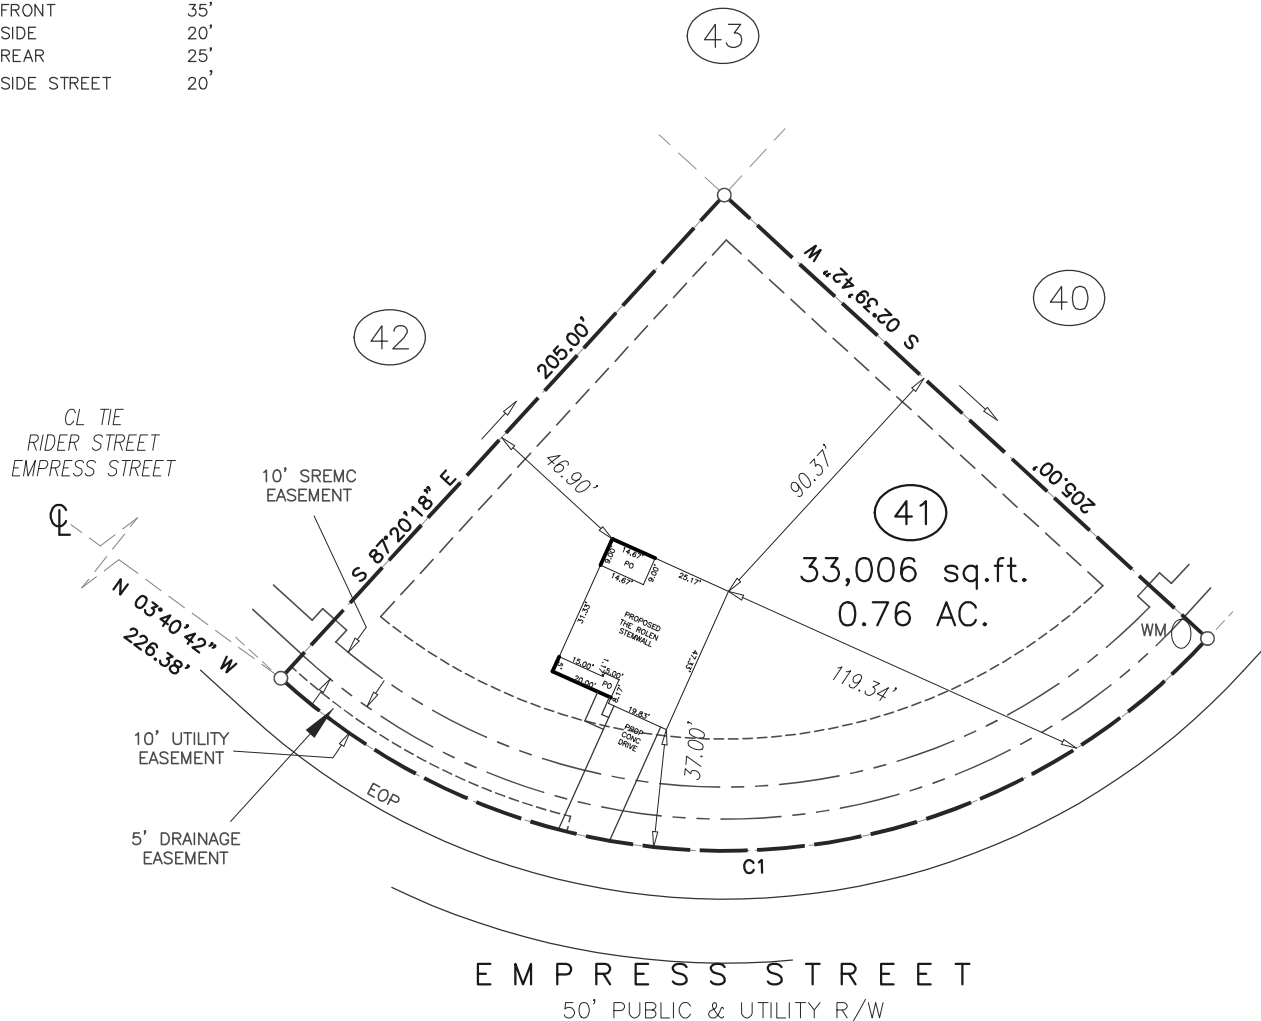 FRONT 35'
SIDE 20'
REAR 25'
SIDE STREET 20'
43
42
40
S 02°39'42" W
205.00'
205.00'
S 87°20'18" E
CL TIE
RIDER STREET
EMPRESS STREET
CL
10' SREMC
EASEMENT
46.90'
90.37'
41
33,006 sq.ft.
0.76 AC.
N 03°40'42" W
226.38'
14.67'
9.00'
PO
9.00'
14.67'
25.17'
31.33'
PROPOSED
THE ROLEN
STEMWALL
47.33'
15.00'
5.00'
20.00'
PO
19.83'
PROP
CONC
DRIVE
119.34'
37.00'
WM
10' UTILITY
EASEMENT
EOP
5' DRAINAGE
EASEMENT
C1
EMPRESS STREET
50' PUBLIC & UTILITY R/W